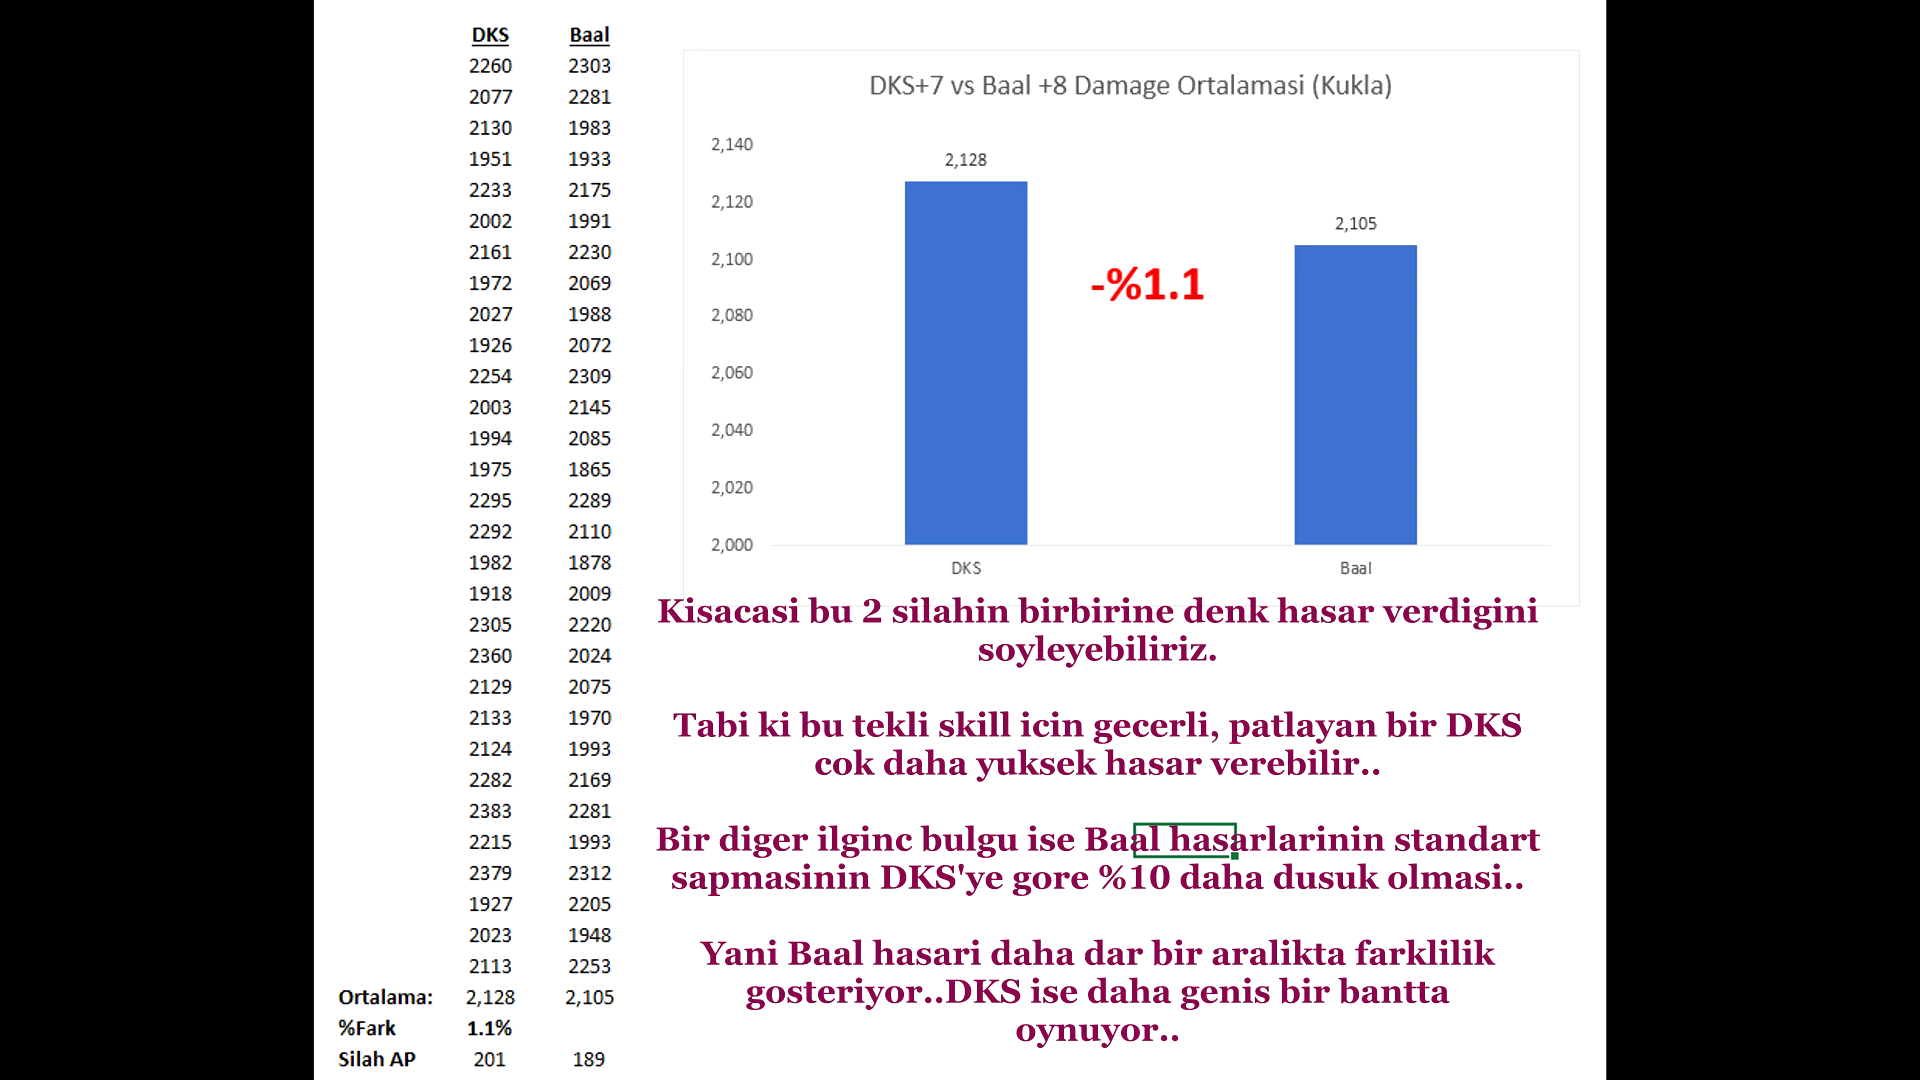 DKS Baal
2260 2303
2077 2281
2130 1983
1951 1933
2233 2175
2002 1991
2161 2230
1972 2069
2027 1988
1926 2072
2254 2309
2003 2145
1994 2085
1975 1865
2295 2289
2292 2110
1982 1878
1918 2009
2305 2220
2360 2024
2129 2075
2133 1970
2124 1993
2282 2169
2383 2281
2215 1993
2379 2312
1927 2205
2023 1948
2113 2253
Ortalama: 2,128 2,105
%Fark 1.1%
Silah AP 201 189
DKS+7 vs Baal +8 Damage Ortalamasi (Kukla)
2,140
2,120
2,100
2,080
2,060
2,040
2,020
2,000
2,128
2,105
-%1.1
DKS Baal
Kisacasi bu 2 silahin birbirine denk hasar verdigini
soyleyebiliriz.
Tabi ki bu tekli skill icin gecerli, patlayan bir DKS
cok daha yuksek hasar verebilir..
Bir diger ilginc bulgu ise Baal hasarlarinin standart
sapmasinin DKS'ye gore %10 daha dusuk olmasi..
Yani Baal hasari daha dar bir aralikta farklilik
gosteriyor..DKS ise daha genis bir bantta
oynuyor..